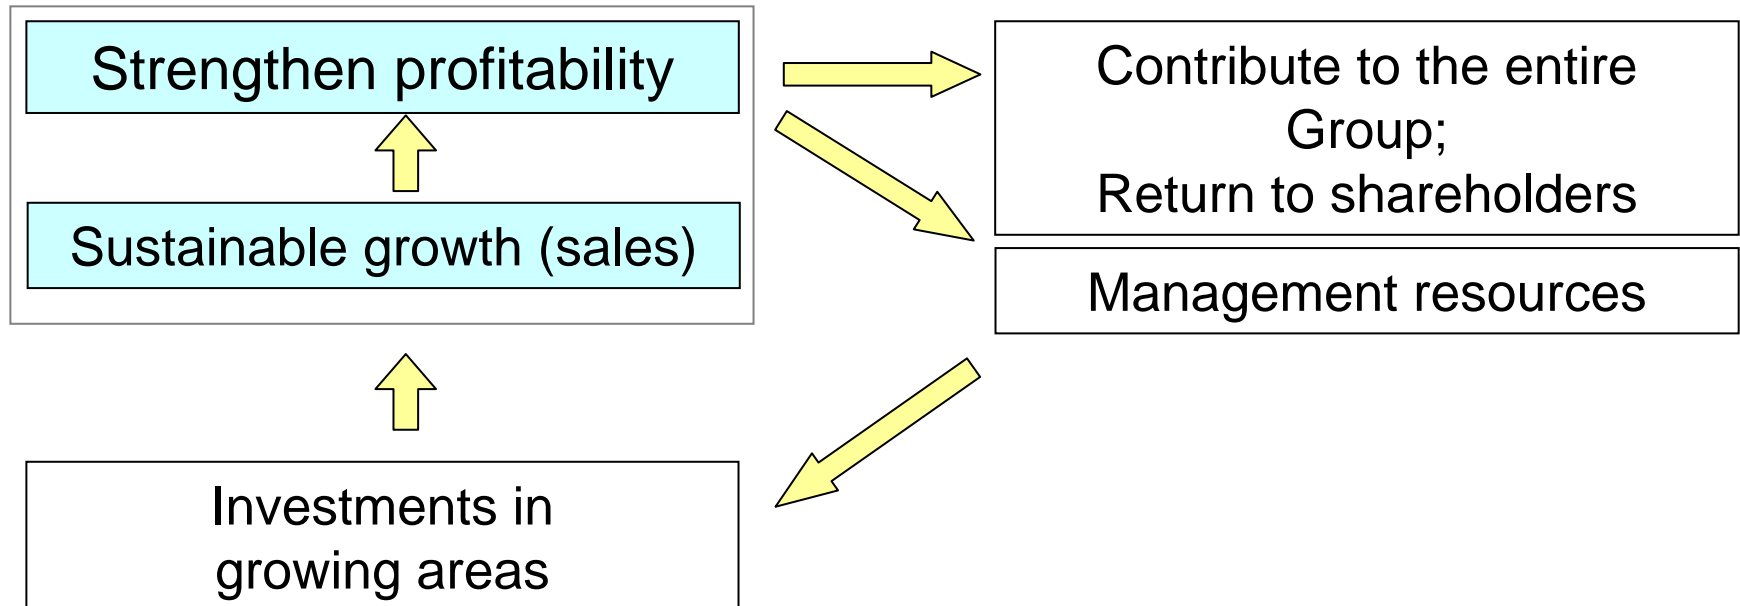 Strengthen profitability
Sustainable growth (sales)
Contribute to the entire
Group;
Return to shareholders
Management resources
Investments in
growing areas